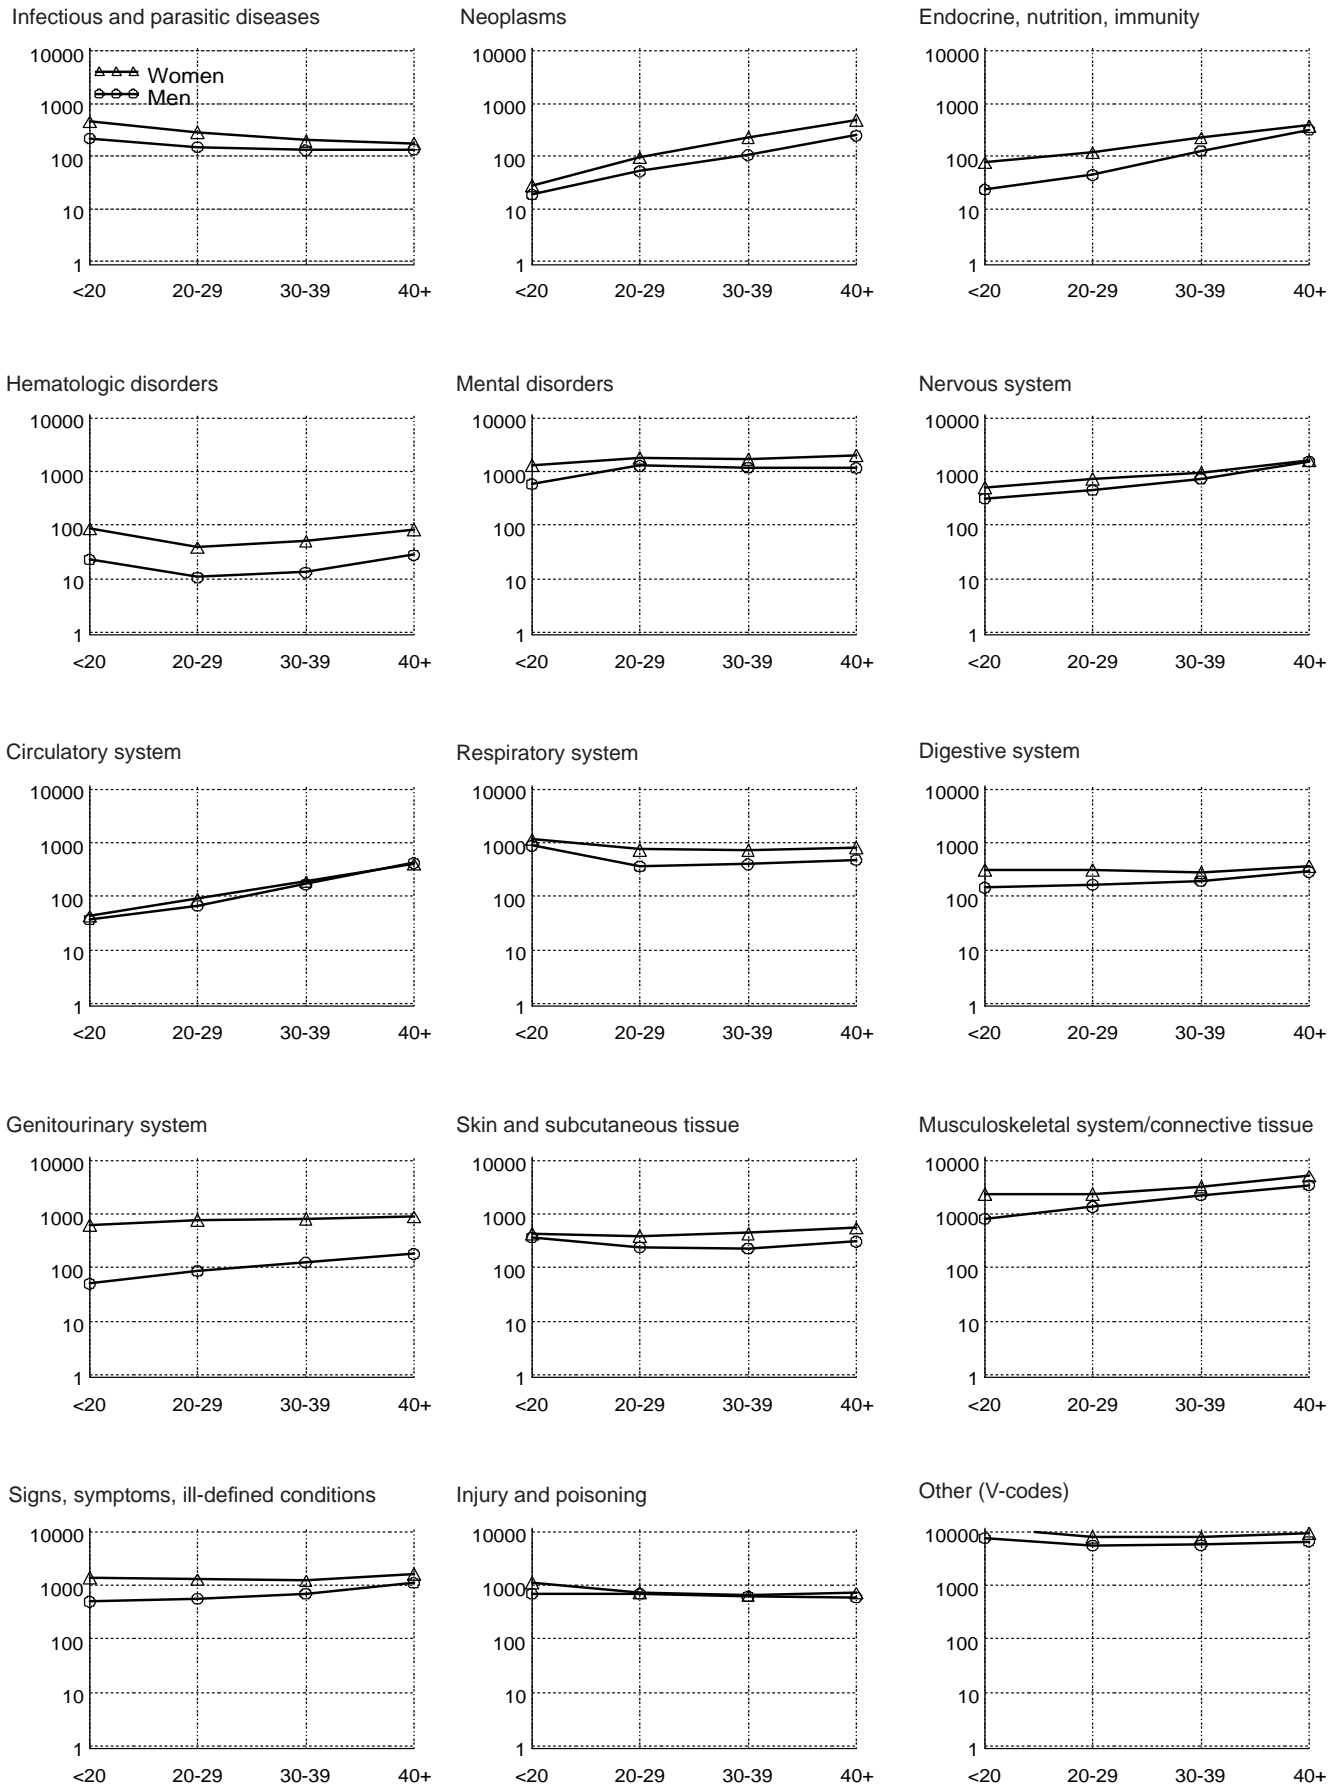 Infectious and parasitic diseases
Neoplasms
Endocrine, nutrition, immunity
10000
1000
100
10
1
Women
Men
<20 20-29 30-39 40+
10000
1000
100
10
1
<20 20-29 30-39 40+
10000
1000
100
10
1
<20 20-29 30-39 40+
Hematologic disorders
Mental disorders
Nervous system
10000
1000
100
10
1
<20 20-29 30-39 40+
10000
1000
100
10
1
<20 20-29 30-39 40+
10000
1000
100
10
1
<20 20-29 30-39 40+
Circulatory system
Respiratory system
Digestive system
10000
1000
100
10
1
<20 20-29 30-39 40+
10000
1000
100
10
1
<20 20-29 30-39 40+
10000
1000
100
10
1
<20 20-29 30-39 40+
Genitourinary system
Skin and subcutaneous tissue
Musculoskeletal system/connective tissue
10000
1000
100
10
1
<20 20-29 30-39 40+
10000
1000
100
10
1
<20 20-29 30-39 40+
10000
1000
100
10
1
<20 20-29 30-39 40+
Signs, symptoms, ill-defined conditions
Injury and poisoning
Other (V-codes)
10000
1000
100
10
1
<20 20-29 30-39 40+
10000
1000
100
10
1
<20 20-29 30-39 40+
10000
1000
100
10
1
<20 20-29 30-39 40+